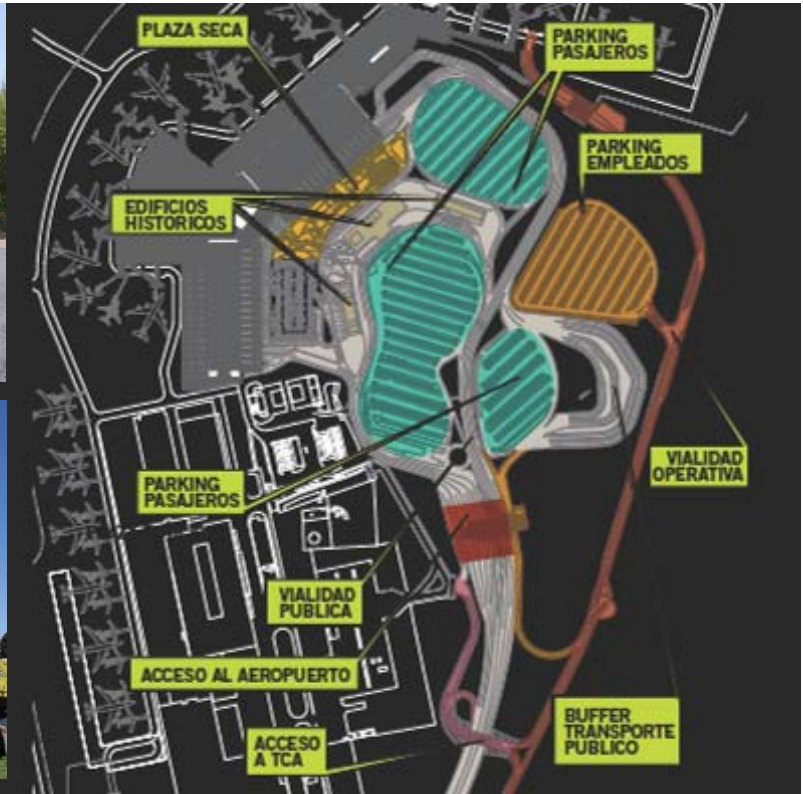 PLAZA SECA
PARKING
PASAJEROS
PARKING
EMPLEADOS
EDIFICIOS
HISTORICOS
VIALIDAD
OPERATIVA
PARKING
PASAJEROS
VIALIDAD
PUBLICA
ACCESO AL AEROPUERTO
BUFFER
TRANSPORTE
PUBLICO
ACCESO
A TCA